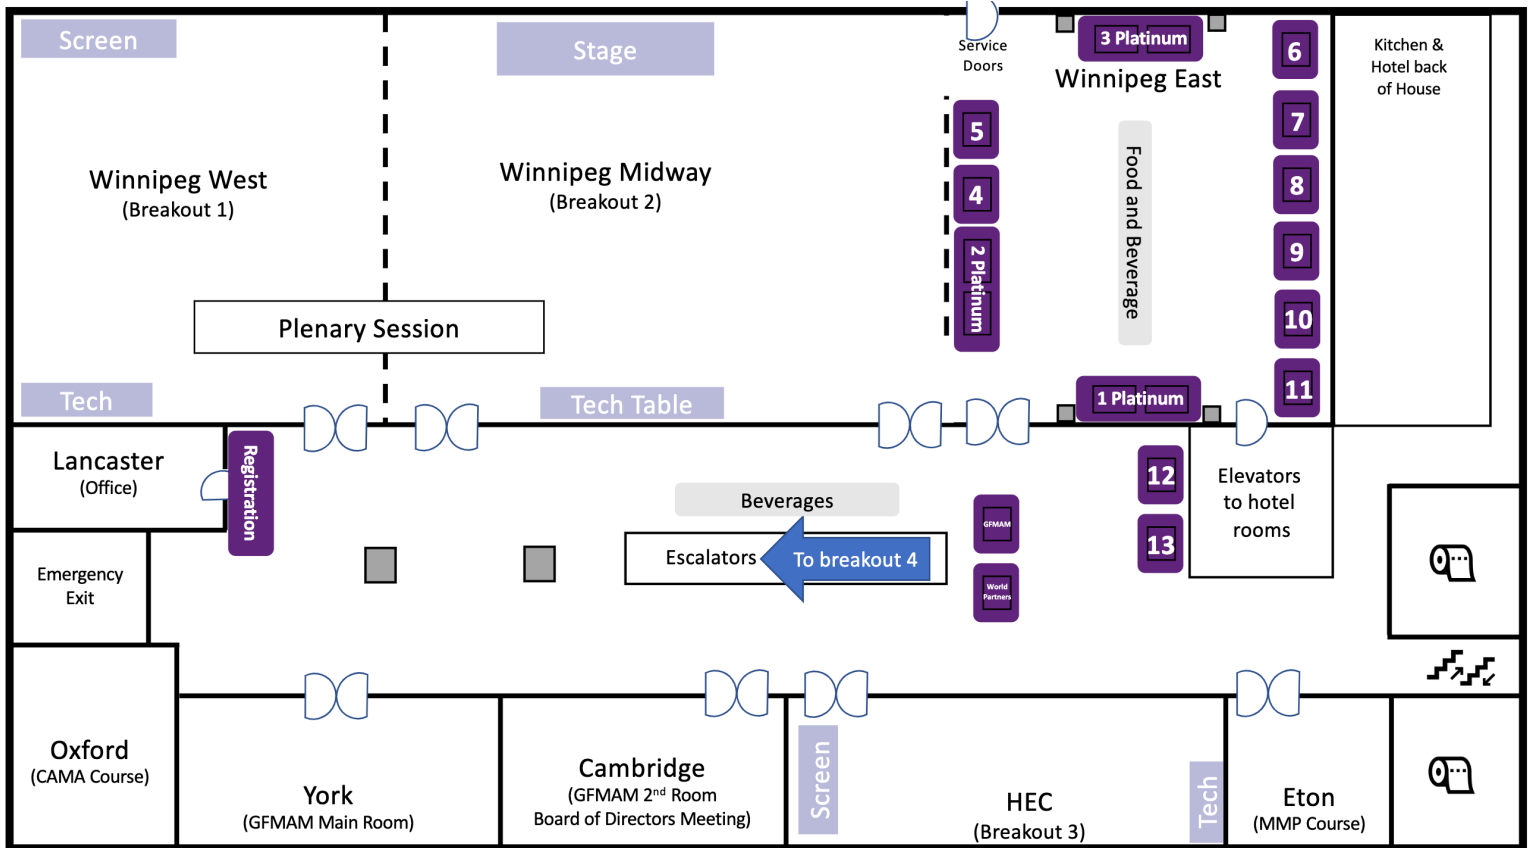 Screen
Stage
Service
Doors
3 Platinum
6
Kitchen &
Hotel back
of House
Winnipeg East
5
7
Winnipeg West
(Breakout 1)
Winnipeg Midway
(Breakout 2)
4
Food and Beverage
8
2 Platinum
9
Plenary Session
10
Tech
Tech Table
1 Platinum
11
Lancaster
(Office)
Registration
Beverages
GFMAM
12
Elevators
to hotel
rooms
Emergency
Exit
Escalators
To breakout 4
World
Partners
13
Oxford
(CAMA Course)
York
(GFMAM Main Room)
Cambridge
(GFMAM 2nd Room
Board of Directors Meeting)
Screen
HEC
(Breakout 3)
Tech
Eton
(MMP Course)